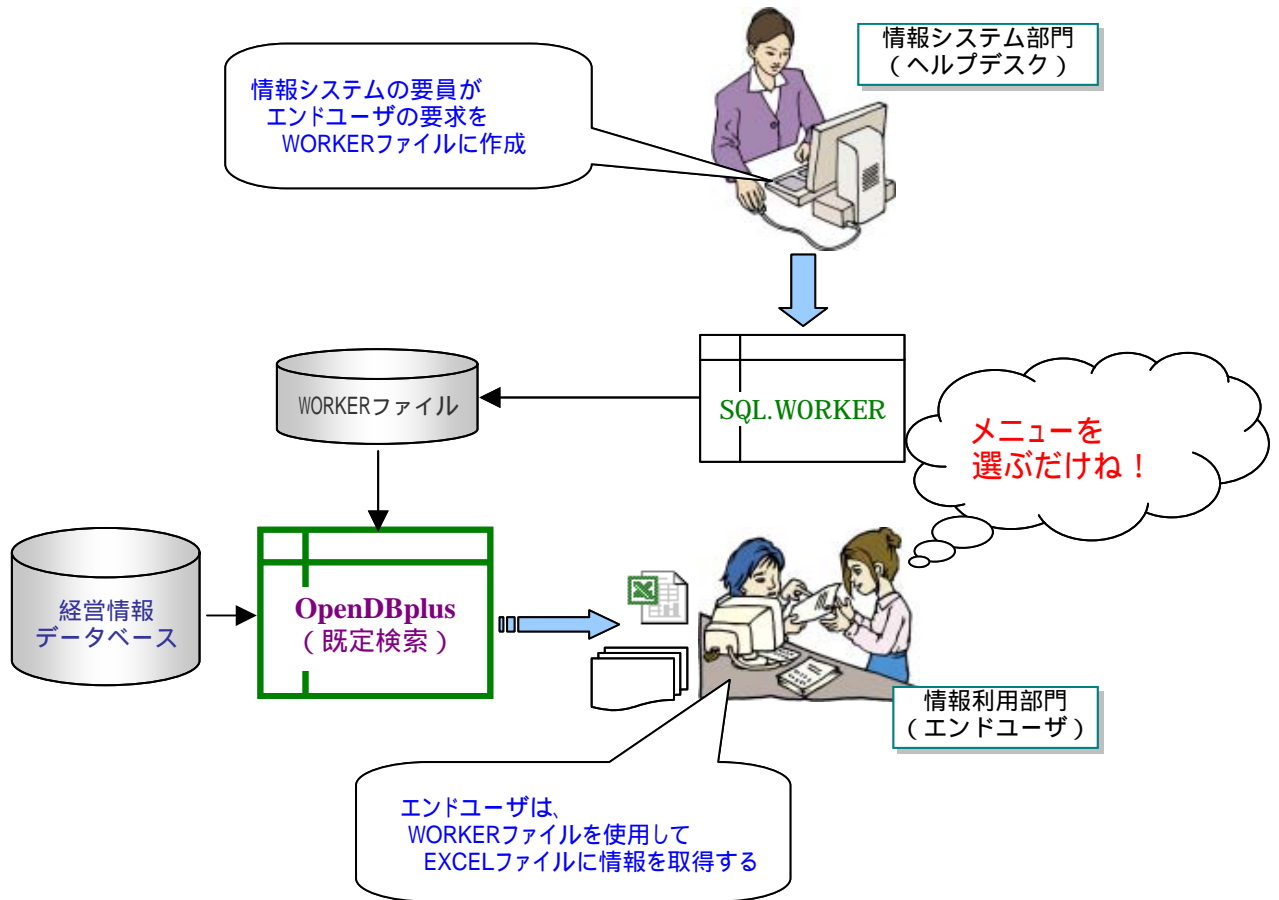 情報システム部門
（ヘルプデスク）
情報システムの要員が
エンドユーザの要求を
WORKERファイルに作成
WORKERファイル
SQL.WORKER
メニューを
選ぶだけね！
経営情報
データベース
OpenDBplus
（既定検索）
情報利用部門
（エンドユーザ）
エンドユーザは、
WORKERファイルを使用して
EXCELファイルに情報を取得する